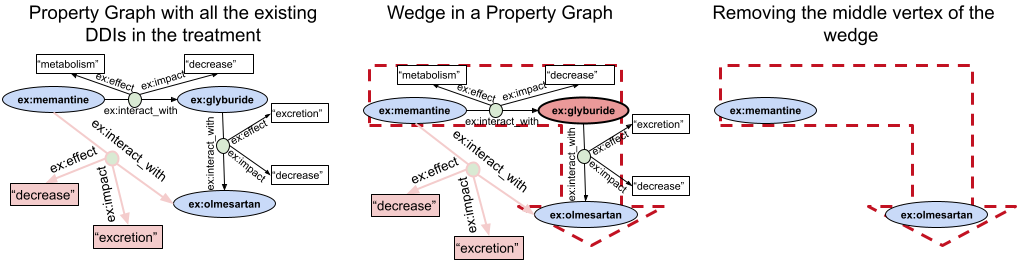 Property Graph with all the existing
DDIs in the treatment
"metabolism"
"decrease"
ex:effect
ex:impact
ex:memantine
ex:glyburide
ex:interact_with
"excretion"
ex:interact_with
ex:effect
ex:impact
"decrease"
ex:interact_with
ex:effect
ex:impact
"decrease"
ex:olmesartan
"excretion"
Wedge in a Property Graph
"metabolism"
"decrease"
ex:effect
ex:impact
ex:memantine
ex:glyburide
ex:interact_with
"excretion"
ex:interact_with
ex:effect
ex:impact
"decrease"
ex:interact_with
ex:effect
ex:impact
"decrease"
ex:olmesartan
"excretion"
Removing the middle vertex of the
wedge
ex:memantine
ex:olmesartan